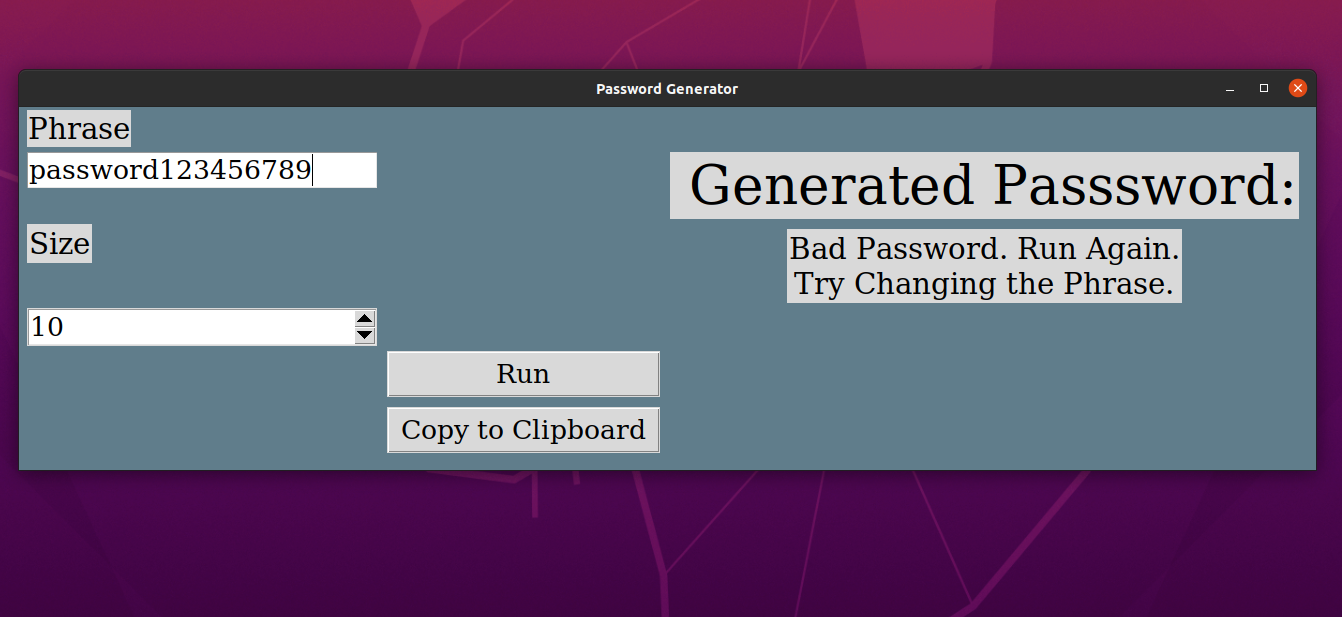 Password Generator
Phrase
password123456789
Generated Passsword:
Size
Bad Password. Run Again.
Try Changing the Phrase.
10
Run
Copy to Clipboard